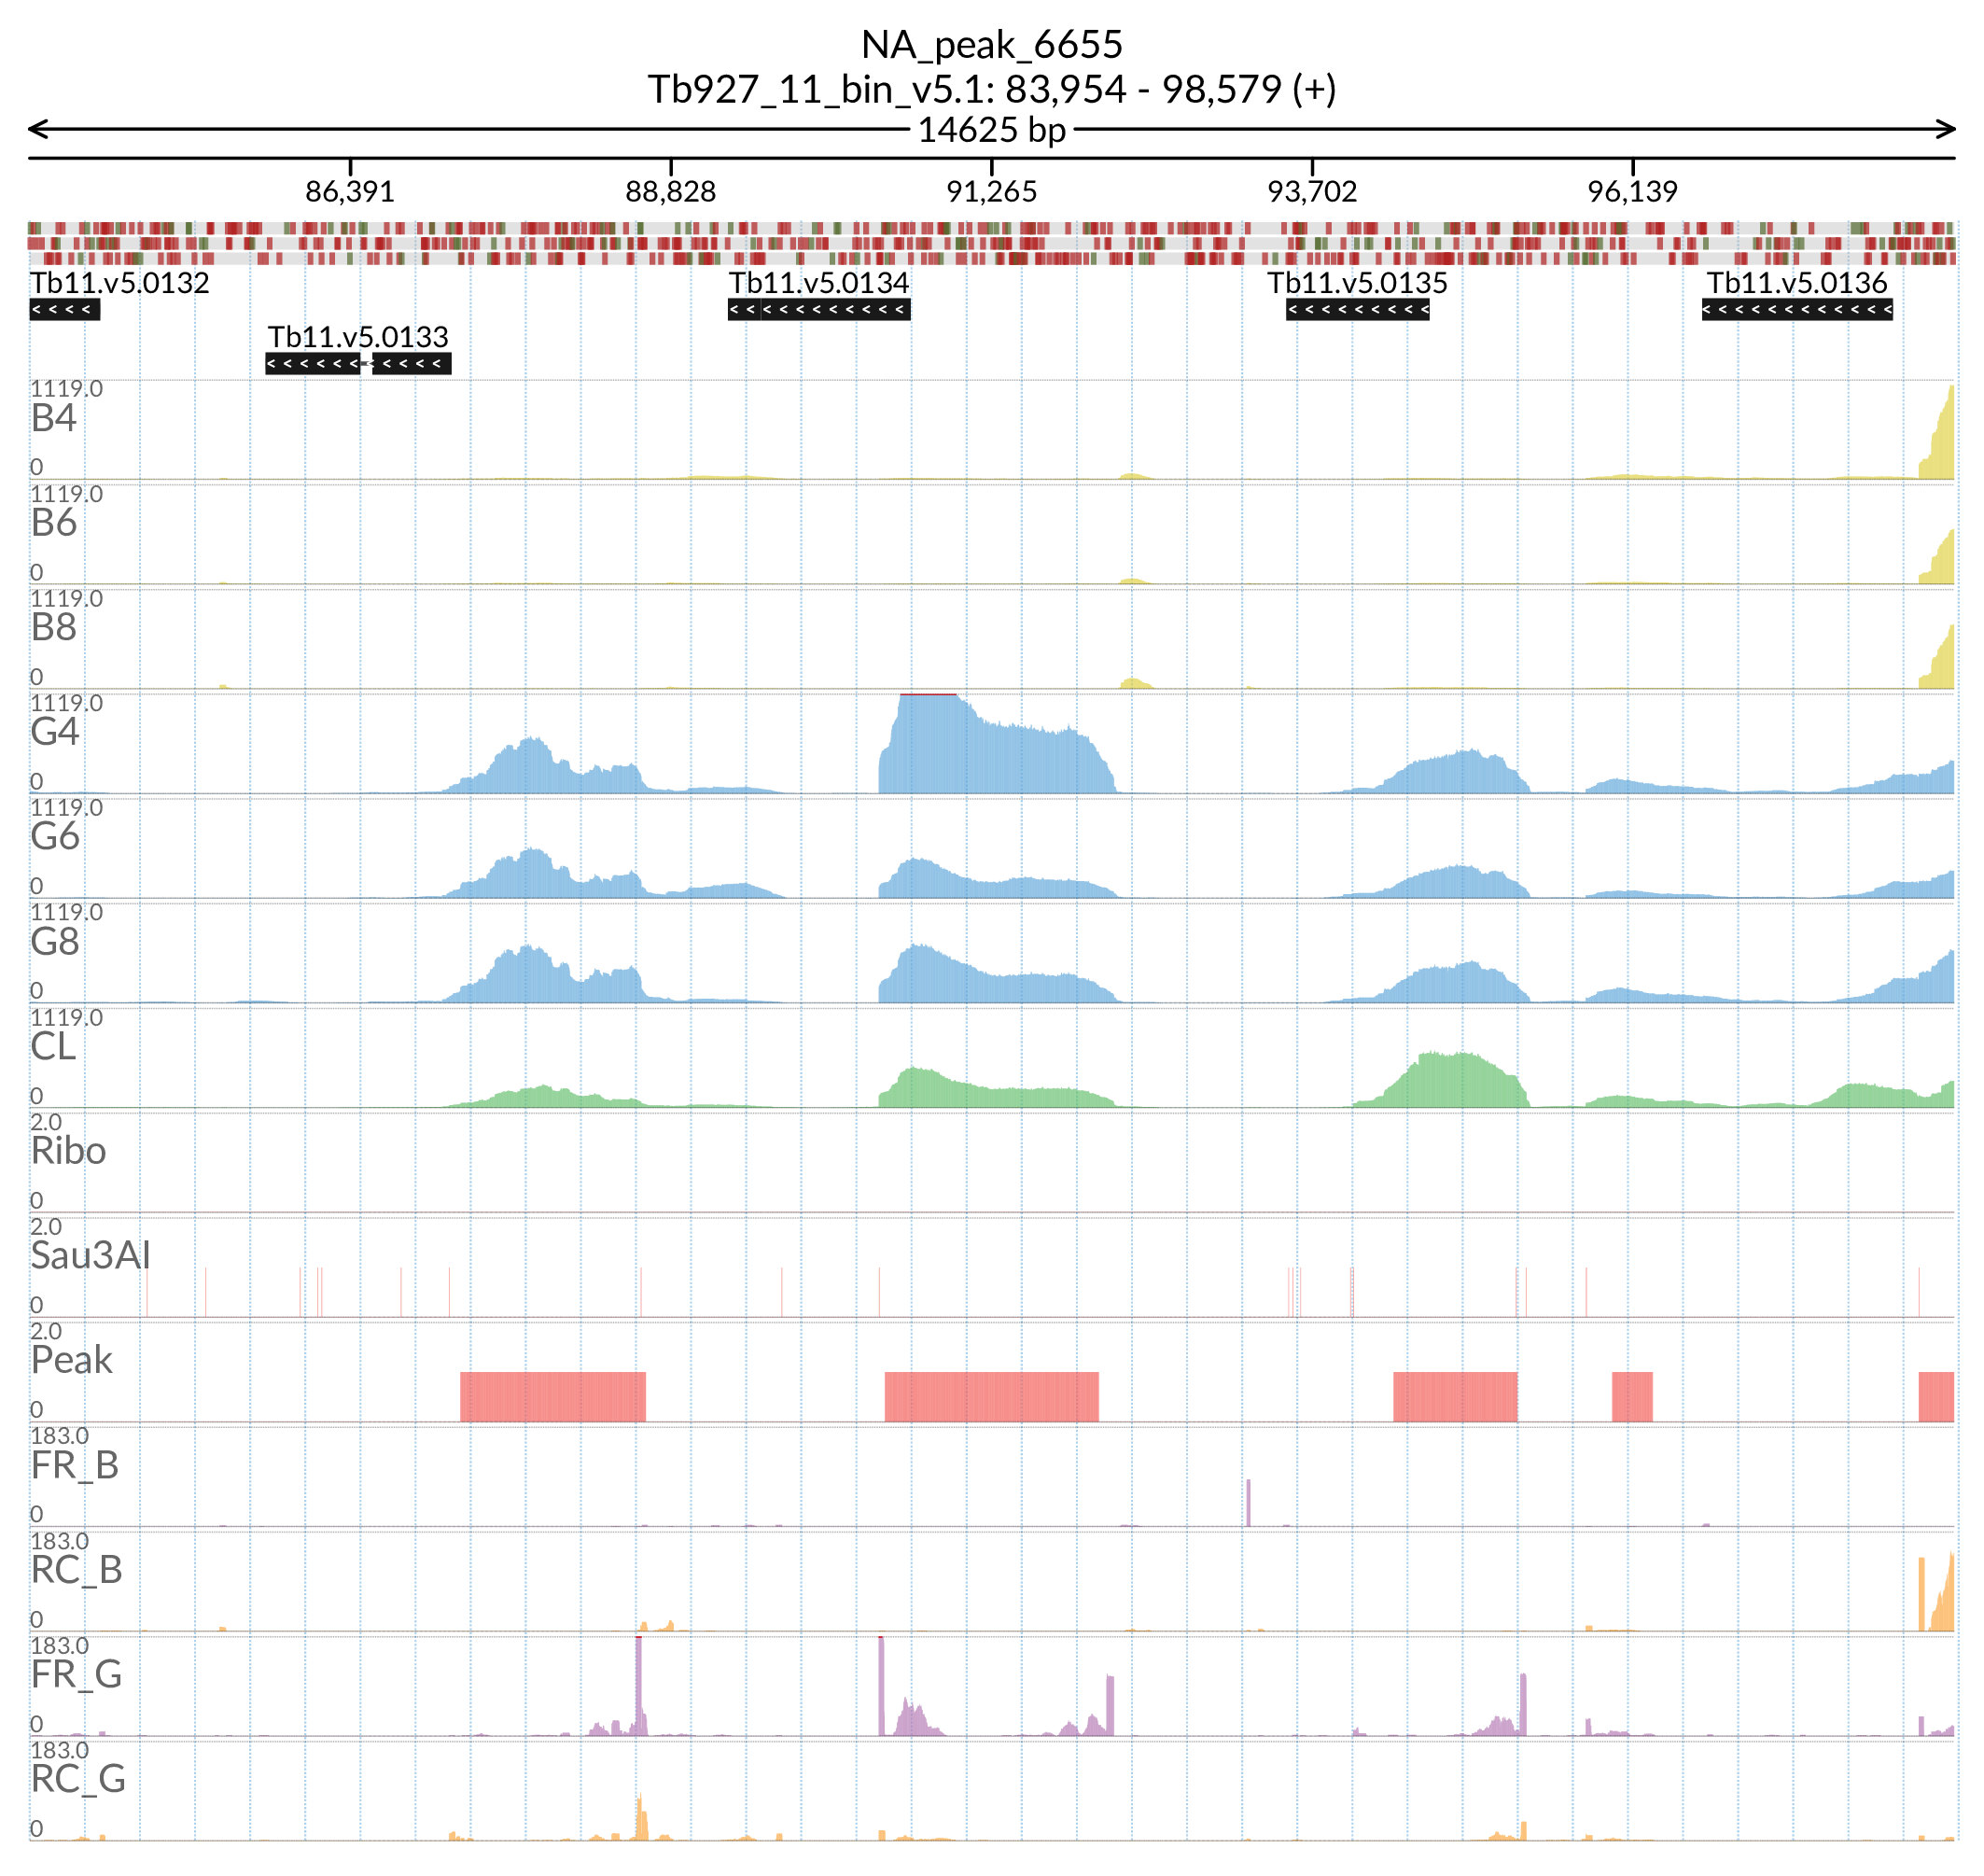 NA_peak_6655
Tb927_11_bin_v5.1: 83,954 - 98,579 (+)
14625 bp
86,391 88,828 91,265 93,702 96,139
Tb11.v5.0132 Tb11.v5.0134 Tb11.v5.0135 Tb11.v5.0136
Tb11.v5.0133
1119.0
B4
0
1119.0
B6
0
1119.0
B8
0
1119.0
G4
0
1119.0
G6
0
1119.0
G8
0
1119.0
CL
0
2.0
Ribo
0
2.0
Sau3AI
0
2.0
Peak
0
183.0
FR_B
0
183.0
RC_B
0
183.0
FR_G
0
183.0
RC_G
0